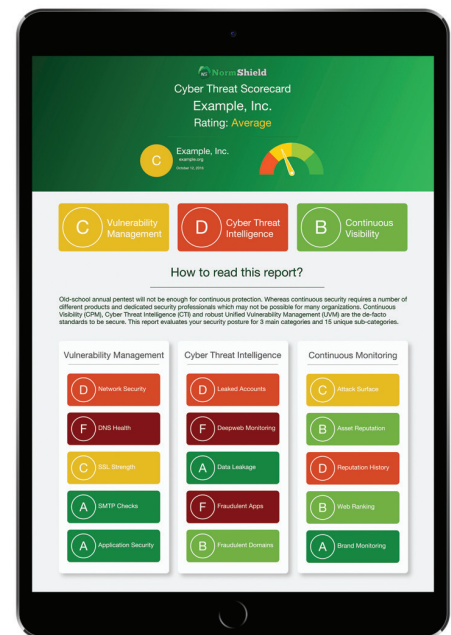 NS NormShield
Cyber Threat Scorecard
Example, Inc.
Rating: Average
C
Example, Inc.
example.org
October 12, 2015
C
Vulnerability
Management
D
Cyber Threat
Intelligence
B
Continuous
Visibility
How to read this report?
Old-school annual pentest will not be enough for continuous protection. Whereas continuous security requires a number of
different products and dedicated security professionals which may not be possible for many organizations. Continuous
Visibility (CPM), Cyber Threat Intelligence (CTI) and robust Unified Vulnerability Management (UVM) are the de-facto
standards to be secure. This report evaluates your security posture for 3 main categories and 15 unique sub-categories.
Vulnerability Management
D Network Security
F DNS Health
C SSL Strength
A SMTP Checks
A Application Security
Cyber Threat Intelligence
D Leaked Accounts
F Deepweb Monitoring
A Data Leakage
F Fraudulent Apps
B Fraudulent Domains
Continuous Monitoring
C Attack Surface
B Asset Reputation
D Reputation History
B Web Ranking
A Brand Monitoring